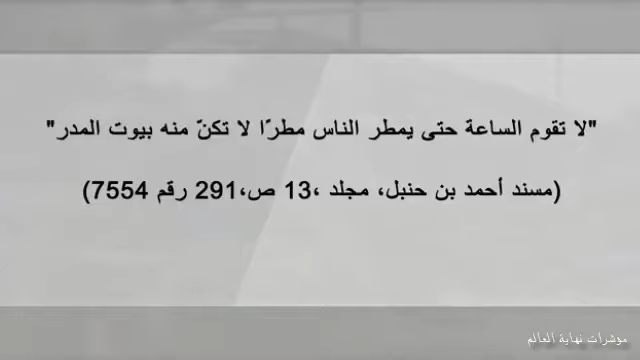 "لا تقوم الساعة حتى يمطر الناس مطرًا لا تكنّ منه بيوت المدر"
(مسند أحمد بن حنبل، مجلد ،13 ص،291 رقم 7554)
مؤشرات نهاية العالم